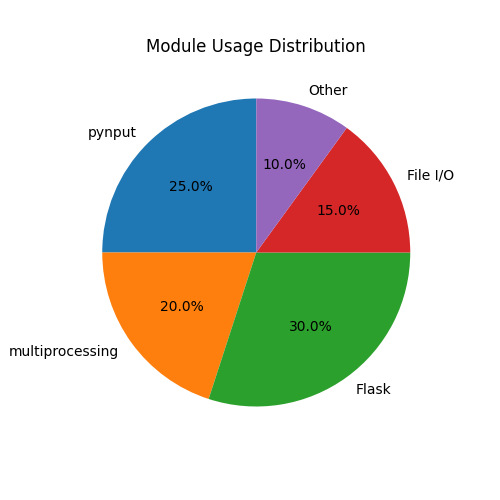 Module Usage Distribution
Other
pynput
10.0%
File I/O
25.0%
15.0%
20.0%
30.0%
multiprocessing
Flask